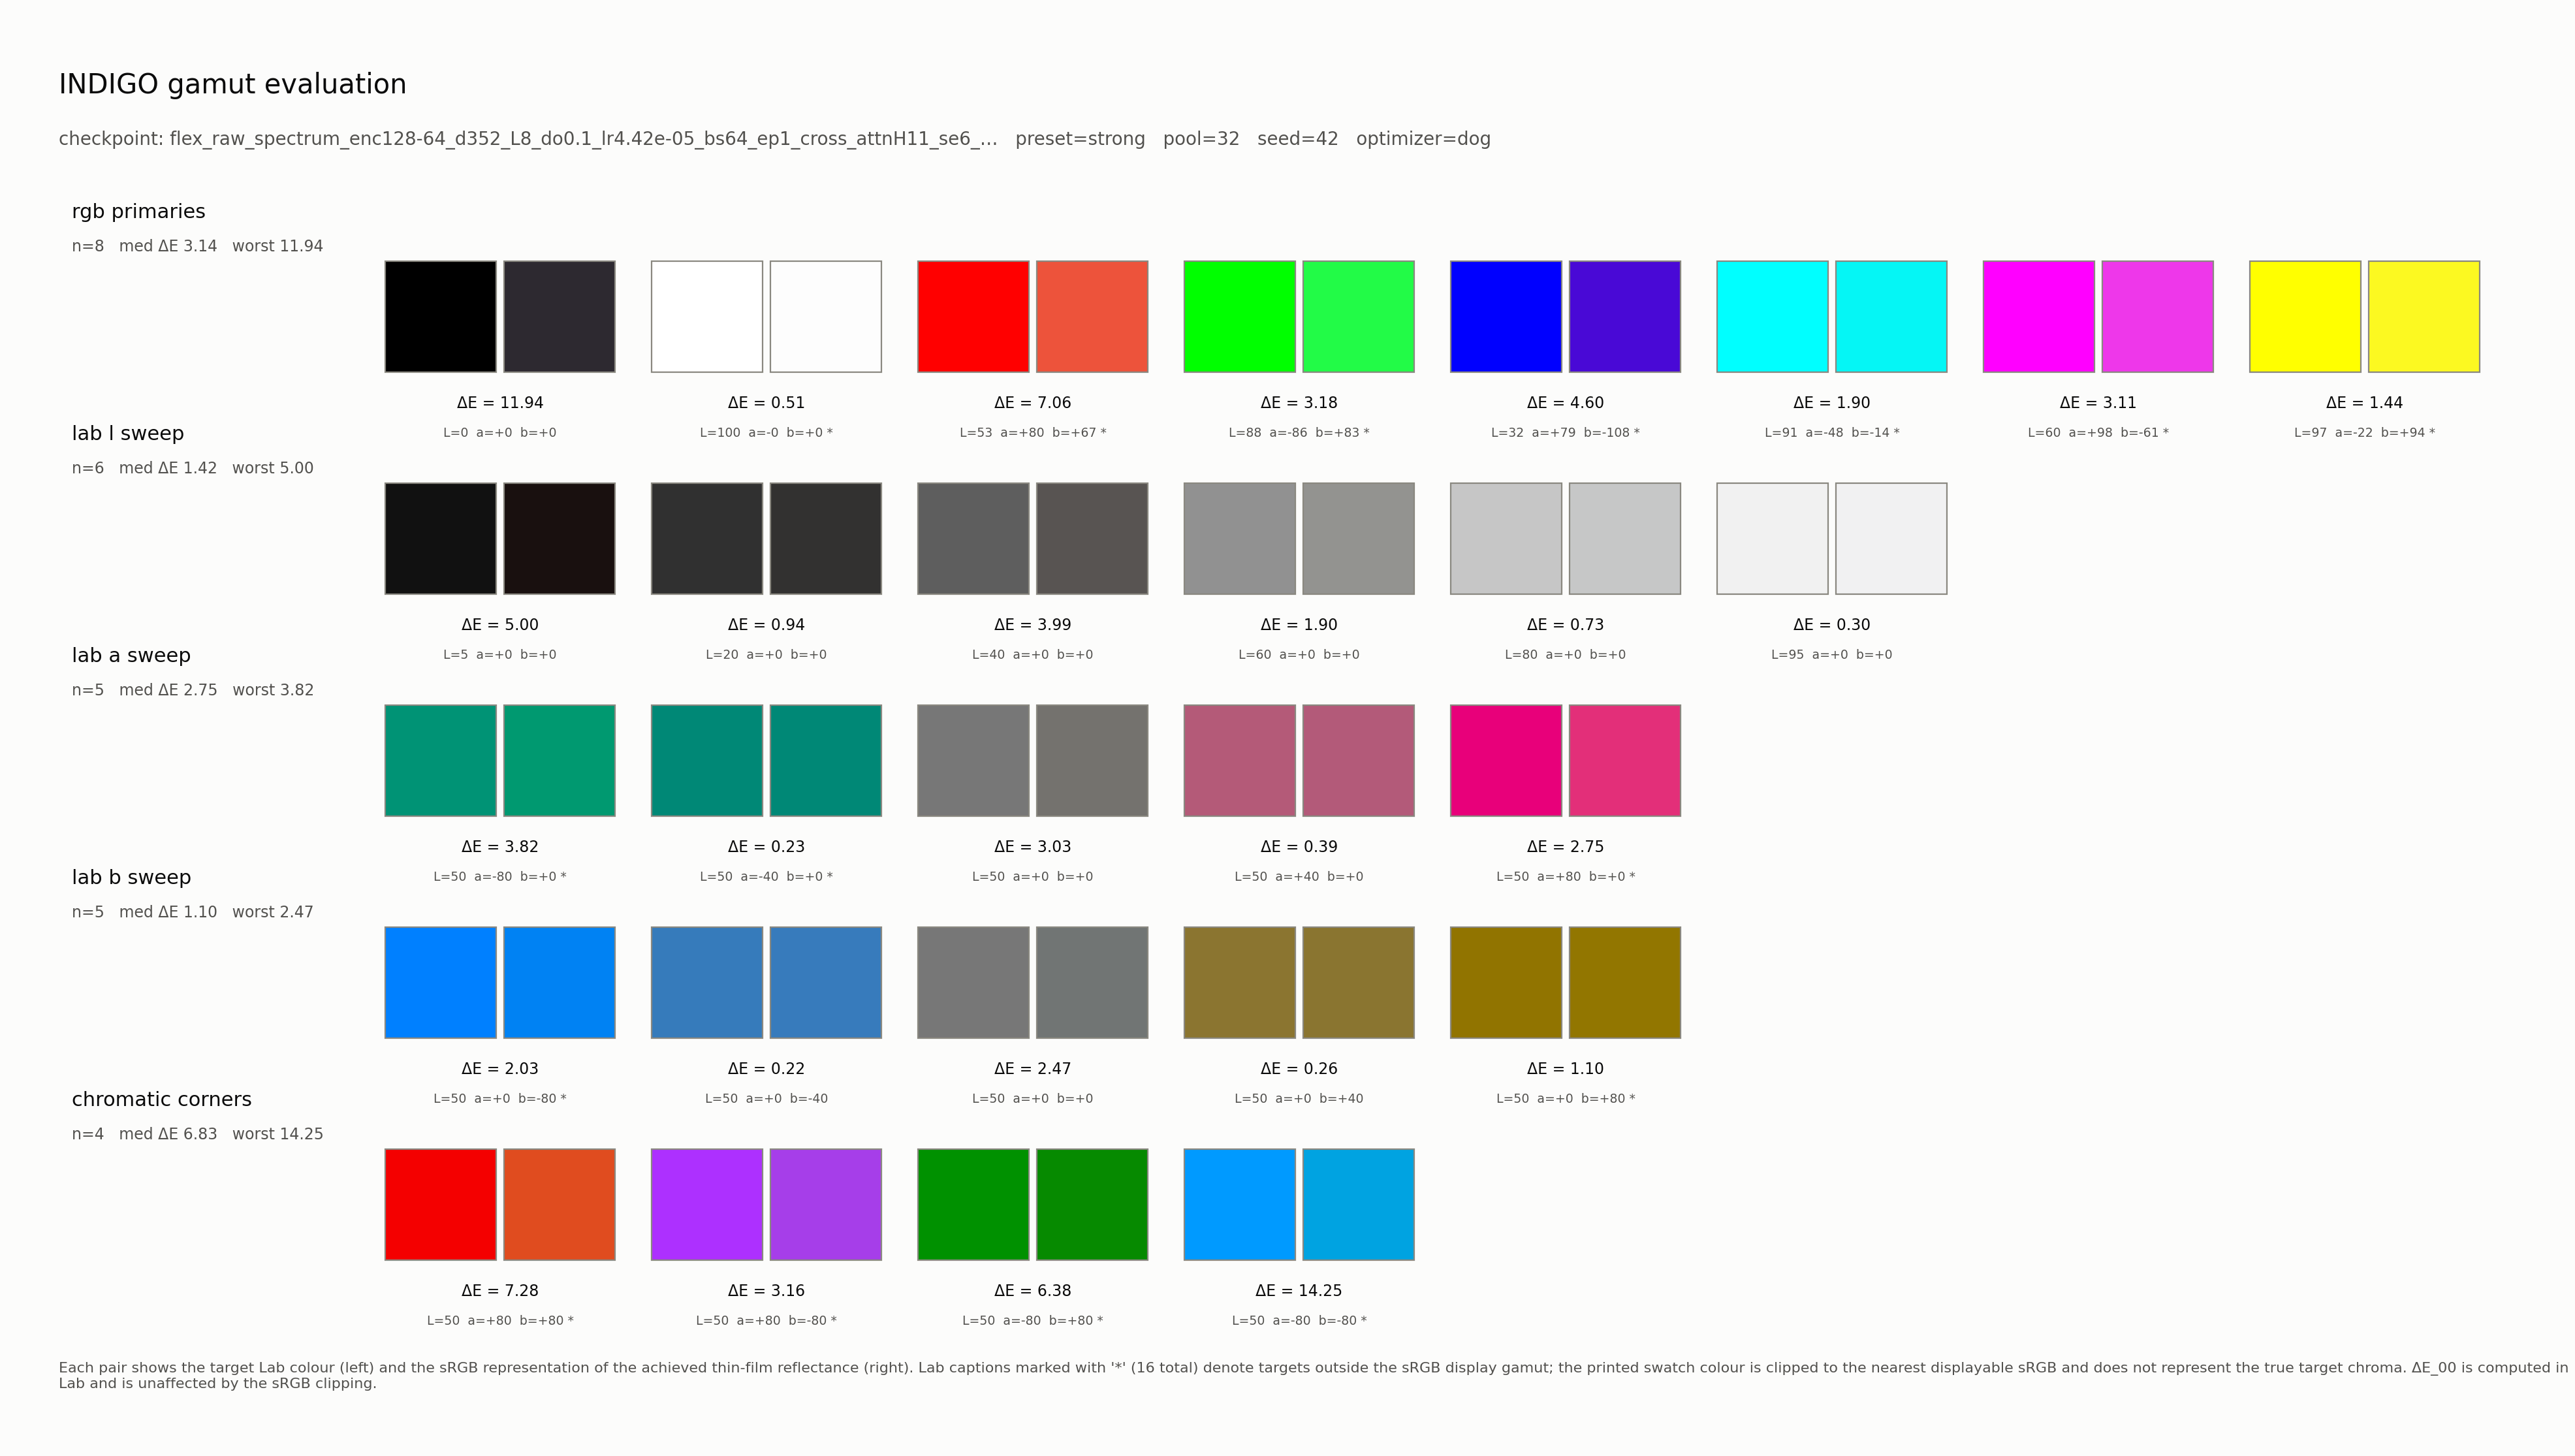 INDIGO gamut evaluation
checkpoint: flex_raw_spectrum_enc128-64_d352_L8_do0.1_lr4.42e-05_bs64_ep1_cross_attnH11_se6_... preset=strong pool=32 seed=42 optimizer=dog
rgb primaries
n=8 med ΔE 3.14 worst 11.94
ΔE = 11.94 ΔE = 0.51 ΔE = 7.06 ΔE = 3.18 ΔE = 4.60 ΔE = 1.90 ΔE = 3.11 ΔE = 1.44
L=0 a=+0 b=+0 L=100 a=-0 b=+0 * L=53 a=+80 b=+67 * L=88 a=-86 b=+83 * L=32 a=+79 b=-108 * L=91 a=-48 b=-14 * L=60 a=+98 b=-61 * L=97 a=-22 b=+94 *
lab l sweep
n=6 med ΔE 1.42 worst 5.00
ΔE = 5.00 ΔE = 0.94 ΔE = 3.99 ΔE = 1.90 ΔE = 0.73 ΔE = 0.30
L=5 a=+0 b=+0 L=20 a=+0 b=+0 L=40 a=+0 b=+0 L=60 a=+0 b=+0 L=80 a=+0 b=+0 L=95 a=+0 b=+0
lab a sweep
n=5 med ΔE 2.75 worst 3.82
ΔE = 3.82 ΔE = 0.23 ΔE = 3.03 ΔE = 0.39 ΔE = 2.75
L=50 a=-80 b=+0 * L=50 a=-40 b=+0 * L=50 a=+0 b=+0 L=50 a=+40 b=+0 L=50 a=+80 b=+0 *
lab b sweep
n=5 med ΔE 1.10 worst 2.47
ΔE = 2.03 ΔE = 0.22 ΔE = 2.47 ΔE = 0.26 ΔE = 1.10
L=50 a=+0 b=-80 * L=50 a=+0 b=-40 L=50 a=+0 b=+0 L=50 a=+0 b=+40 L=50 a=+0 b=+80 *
chromatic corners
n=4 med ΔE 6.83 worst 14.25
ΔE = 7.28 ΔE = 3.16 ΔE = 6.38 ΔE = 14.25
L=50 a=+80 b=+80 * L=50 a=+80 b=-80 * L=50 a=-80 b=+80 * L=50 a=-80 b=-80 *
Each pair shows the target Lab colour (left) and the sRGB representation of the achieved thin-film reflectance (right). Lab captions marked with '*' (16 total) denote targets outside the sRGB display gamut; the printed swatch colour is clipped to the nearest displayable sRGB and does not represent the true target chroma. ΔE_00 is computed in
Lab and is unaffected by the sRGB clipping.